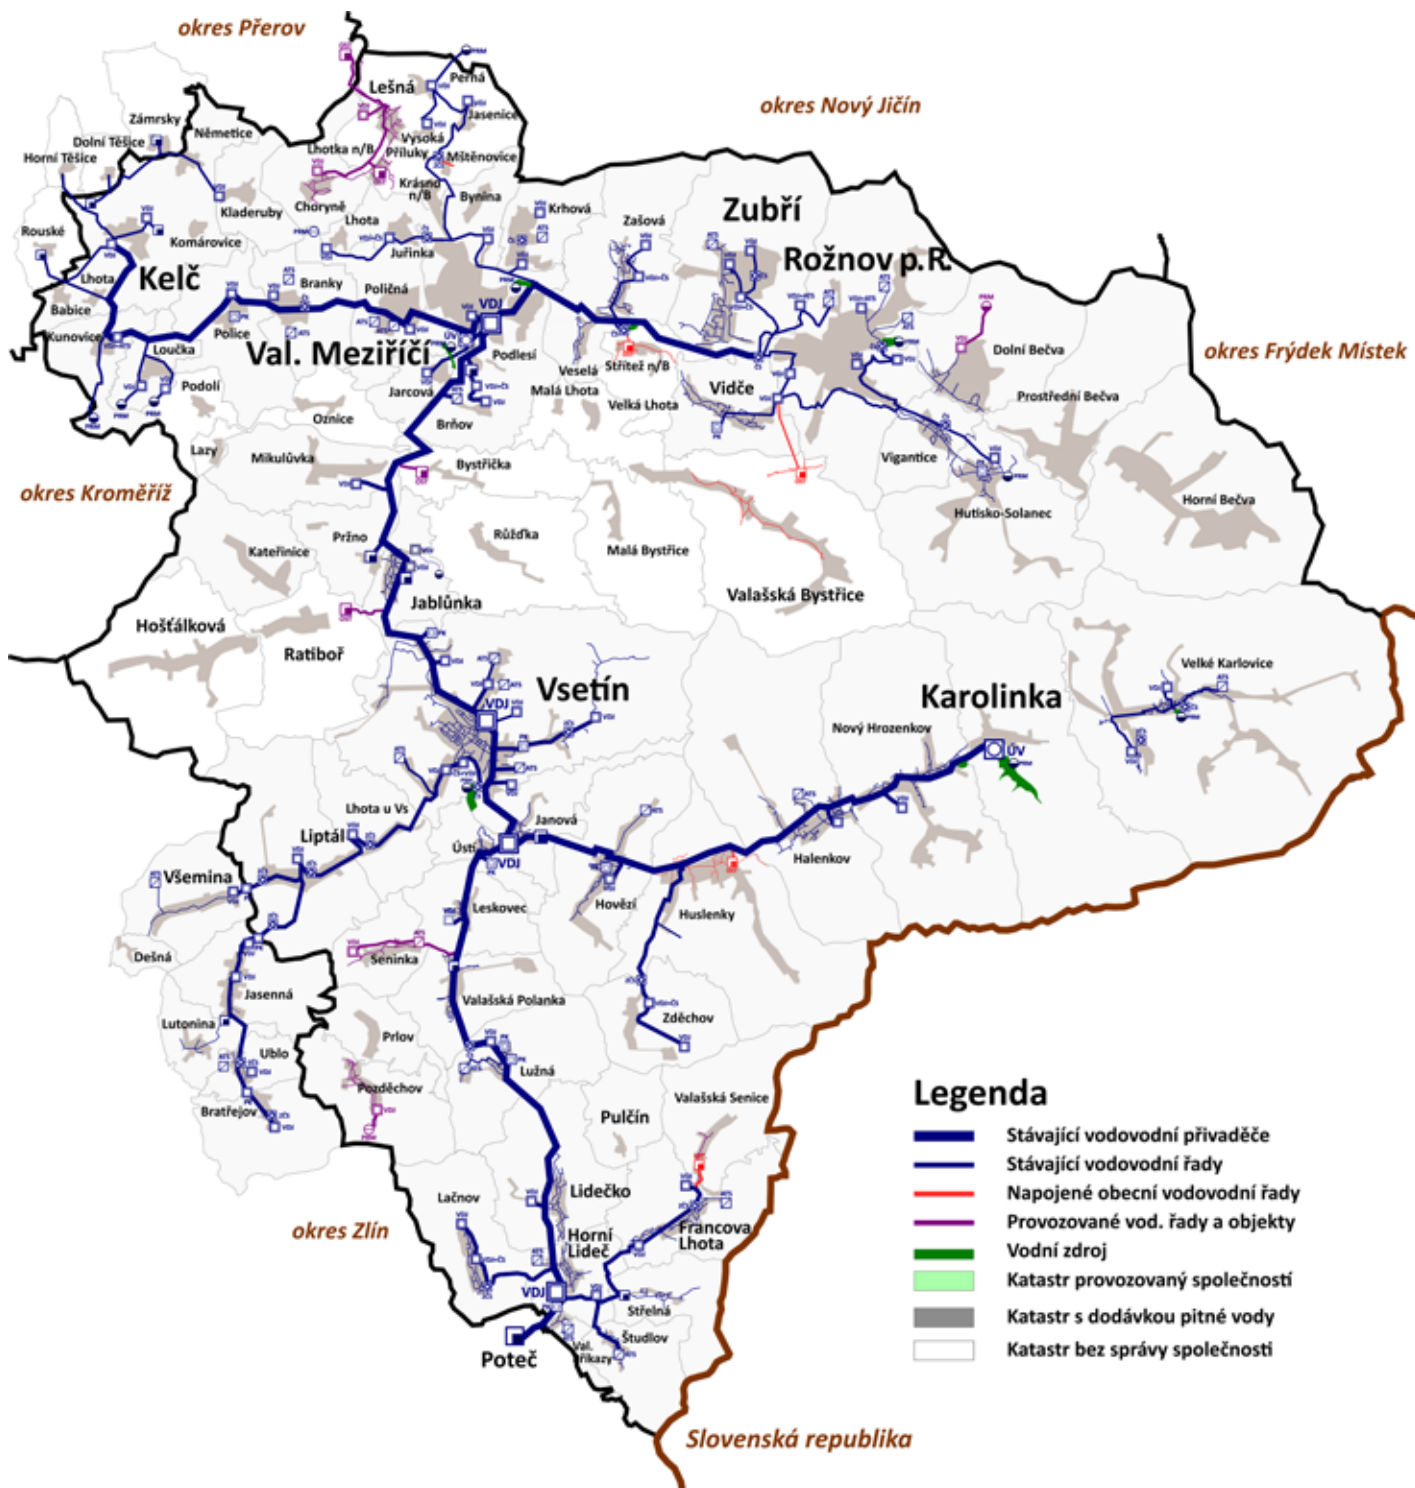 okres Přerov
okres Nový Jičín
okres Frýdek Místek
okres Kroměříž
okres Zlín
Slovenská republika
Lešná
Perná
Jasenice
Vysoká
Příluky
Mštěnovice
Lhotka n/B
Choryně
Krásno
n/B
Bynina
Zámrsky
Němetice
Dolní Těšice
Horní Těšice
Kladeruby
Komárovice
Rouské
Kelč
Lhota
Babice
Kunovice
Loučka
Podolí
Police
Branky
Poličná
Lhota
Juřinka
Krhová
Zašová
Zubří
Rožnov p.R.
VDJ
Val. Meziříčí
Podlesí
Jarcová
Brňov
Oznice
Lazy
Mikulůvka
Bystřička
Veselá
Střítež n/B
Malá Lhota
Velká Lhota
Vidče
Dolní Bečva
Prostřední Bečva
Vigantice
Hutisko-Solanec
Horní Bečva
Růžďka
Malá Bystřice
Valašská Bystřice
Kateřinice
Pržno
Jablůnka
Hošťálková
Ratiboř
Vsetín
VDJ
Karolinka
ÚV
Velké Karlovice
Nový Hrozenkov
Halenkov
Janová
Ústí
VDJ
Hovězí
Huslenky
Lhota u Vs
Liptál
Všemina
Dešná
Leskovec
Seninka
Valašská Polanka
Zděchov
Jasenná
Lutonina
Ublo
Bratřejov
Prlov
Pozděchov
Lužná
Pulčín
Valašská Senice
Lačnov
Lidečko
Horní
Lideč
Francova
Lhota
VDJ
Střelná
Študlov
Val.
Příkazy
Poteč
Legenda
Stávající vodovodní přivaděče
Stávající vodovodní řady
Napojené obecní vodovodní řady
Provozované vod. řady a objekty
Vodní zdroj
Katastr provozovaný společností
Katastr s dodávkou pitné vody
Katastr bez správy společnosti